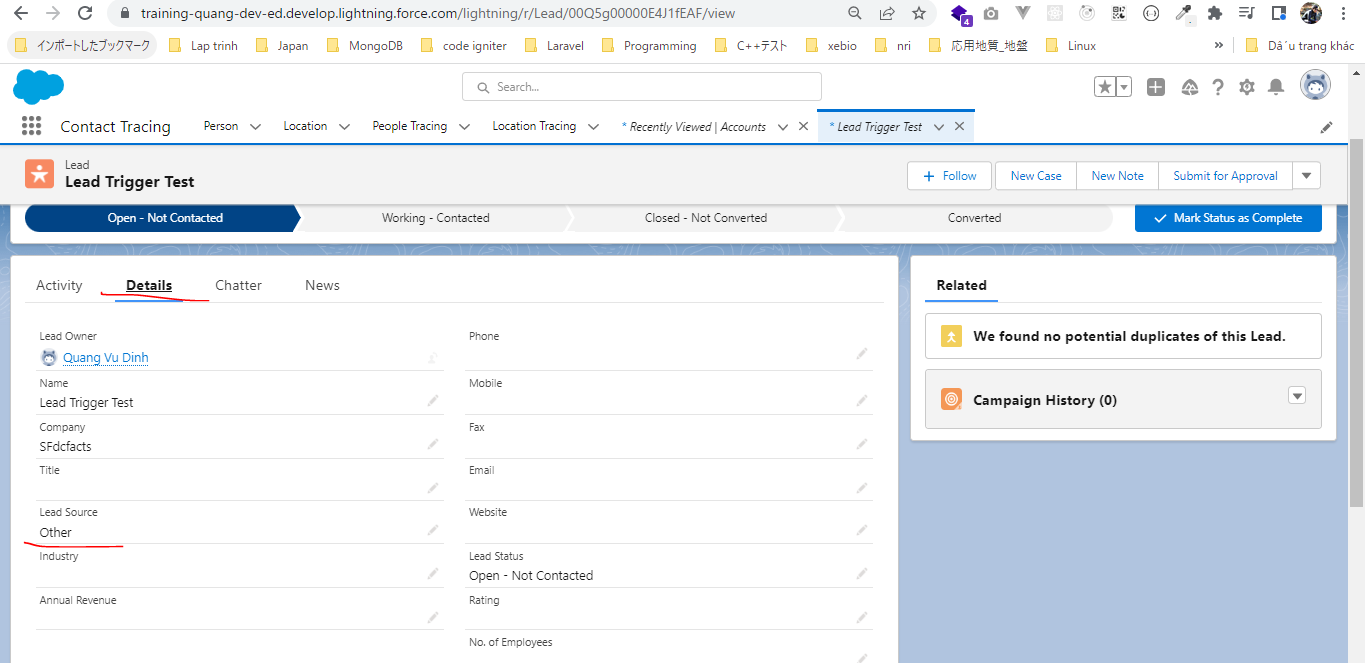 training-quang-dev-ed.develop.lightning.force.com/lightning/r/Lead/00Q5g00000E4J1fEAF/view
4
インポートしたブックマーク Lap trinh Japan MongoDB code igniter Laravel Programming C++テスト xebio nri 応用地質_地盤 Linux » Dấu trang khác
Search...
Contact Tracing Person Location People Tracing Location Tracing * Recently Viewed | Accounts * Lead Trigger Test
Lead
Lead Trigger Test
+ Follow New Case New Note Submit for Approval
Open - Not Contacted Working - Contacted Closed - Not Converted Converted Mark Status as Complete
Activity Details Chatter News
Related
Lead Owner
Quang Vu Dinh
Phone
We found no potential duplicates of this Lead.
Name
Lead Trigger Test
Mobile
Campaign History (0)
Company
SFdcfacts
Fax
Title
Email
Lead Source
Other
Website
Industry
Lead Status
Open - Not Contacted
Annual Revenue
Rating
No. of Employees